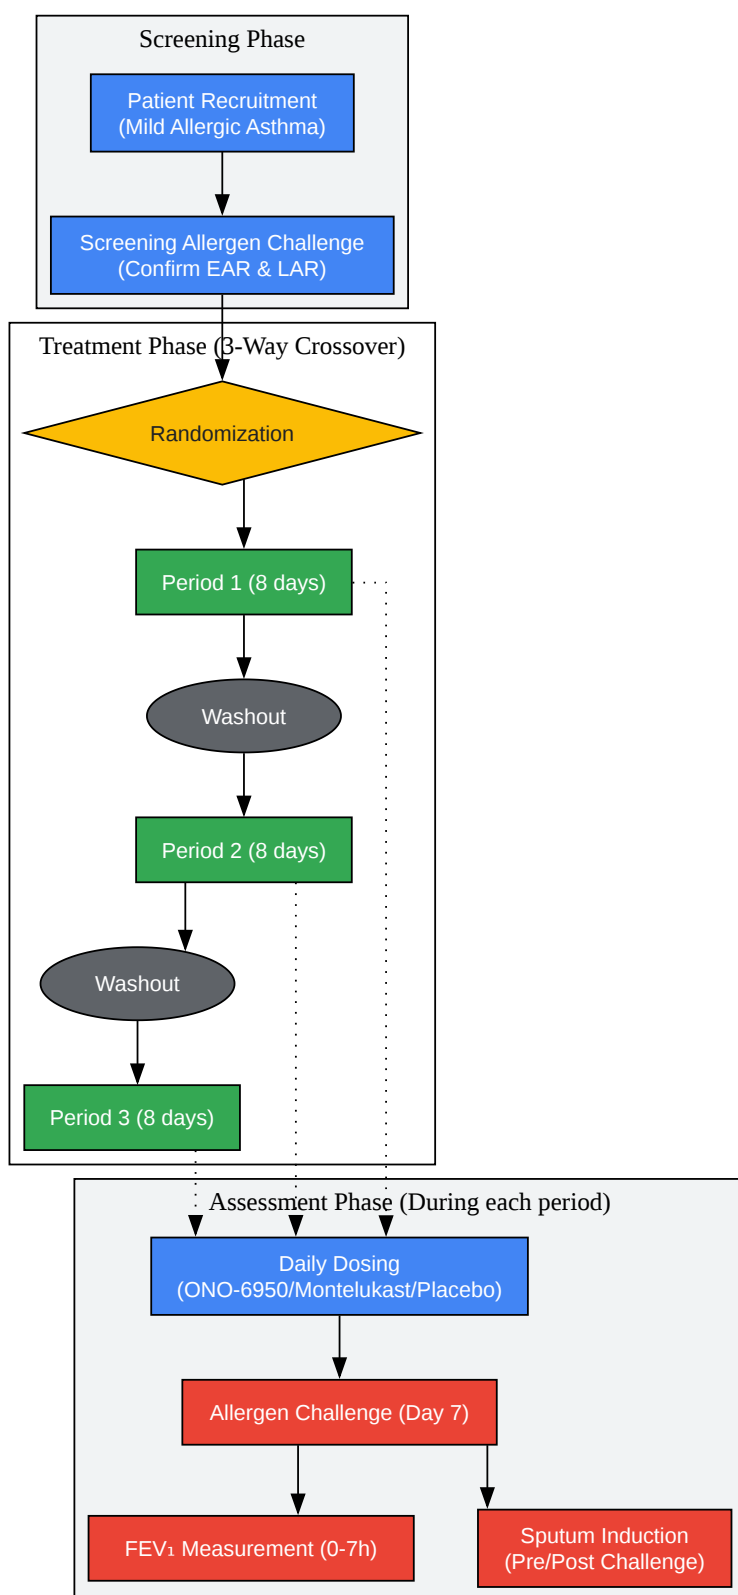 Screening Phase
Patient Recruitment
(Mild Allergic Asthma)
Screening Allergen Challenge
(Confirm EAR & LAR)
Treatment Phase (3-Way Crossover)
Randomization
Period 1 (8 days)
Washout
Period 2 (8 days)
Washout
Period 3 (8 days)
Assessment Phase (During each period)
Daily Dosing
(ONO-6950/Montelukast/Placebo)
Allergen Challenge (Day 7)
FEV₁ Measurement (0-7h)
Sputum Induction
(Pre/Post Challenge)